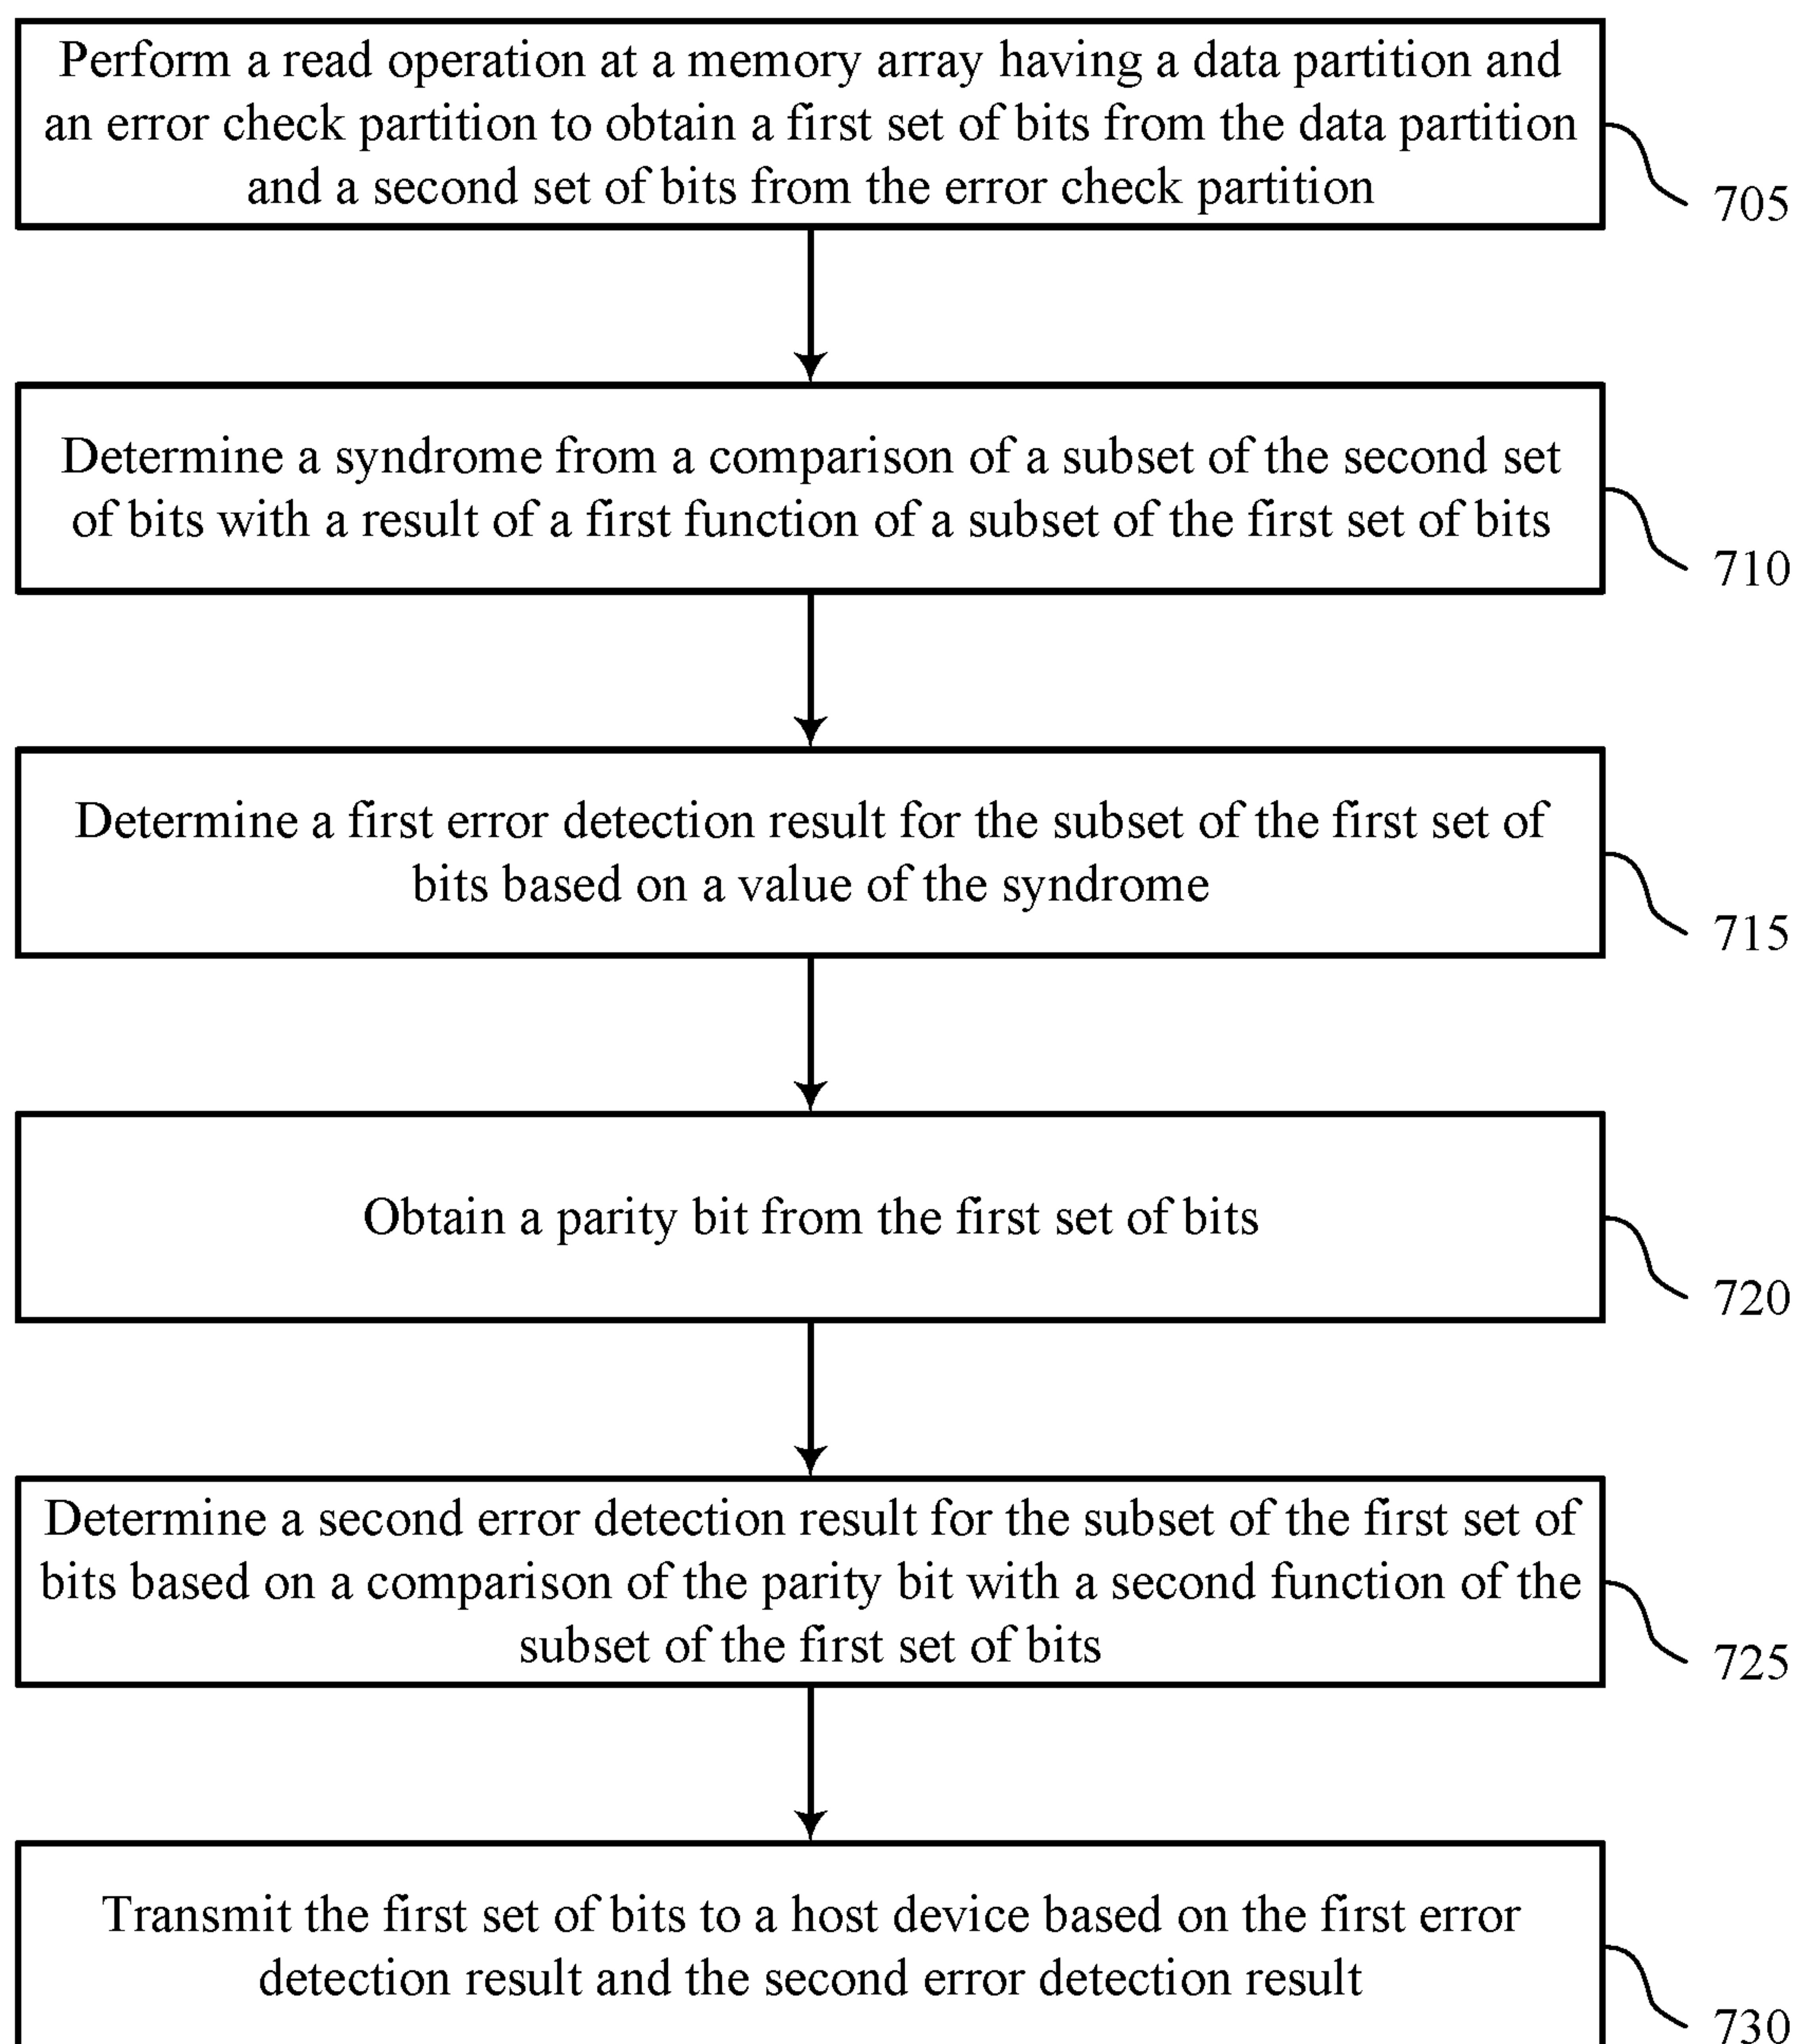 Perform a read operation at a memory array having a data partition and
an error check partition to obtain a first set of bits from the data partition
and a second set of bits from the error check partition
705
Determine a syndrome from a comparison of a subset of the second set
of bits with a result of a first function of a subset of the first set of bits
710
Determine a first error detection result for the subset of the first set of
bits based on a value of the syndrome
715
Obtain a parity bit from the first set of bits
720
Determine a second error detection result for the subset of the first set of
bits based on a comparison of the parity bit with a second function of the
subset of the first set of bits
725
Transmit the first set of bits to a host device based on the first error
detection result and the second error detection result
730